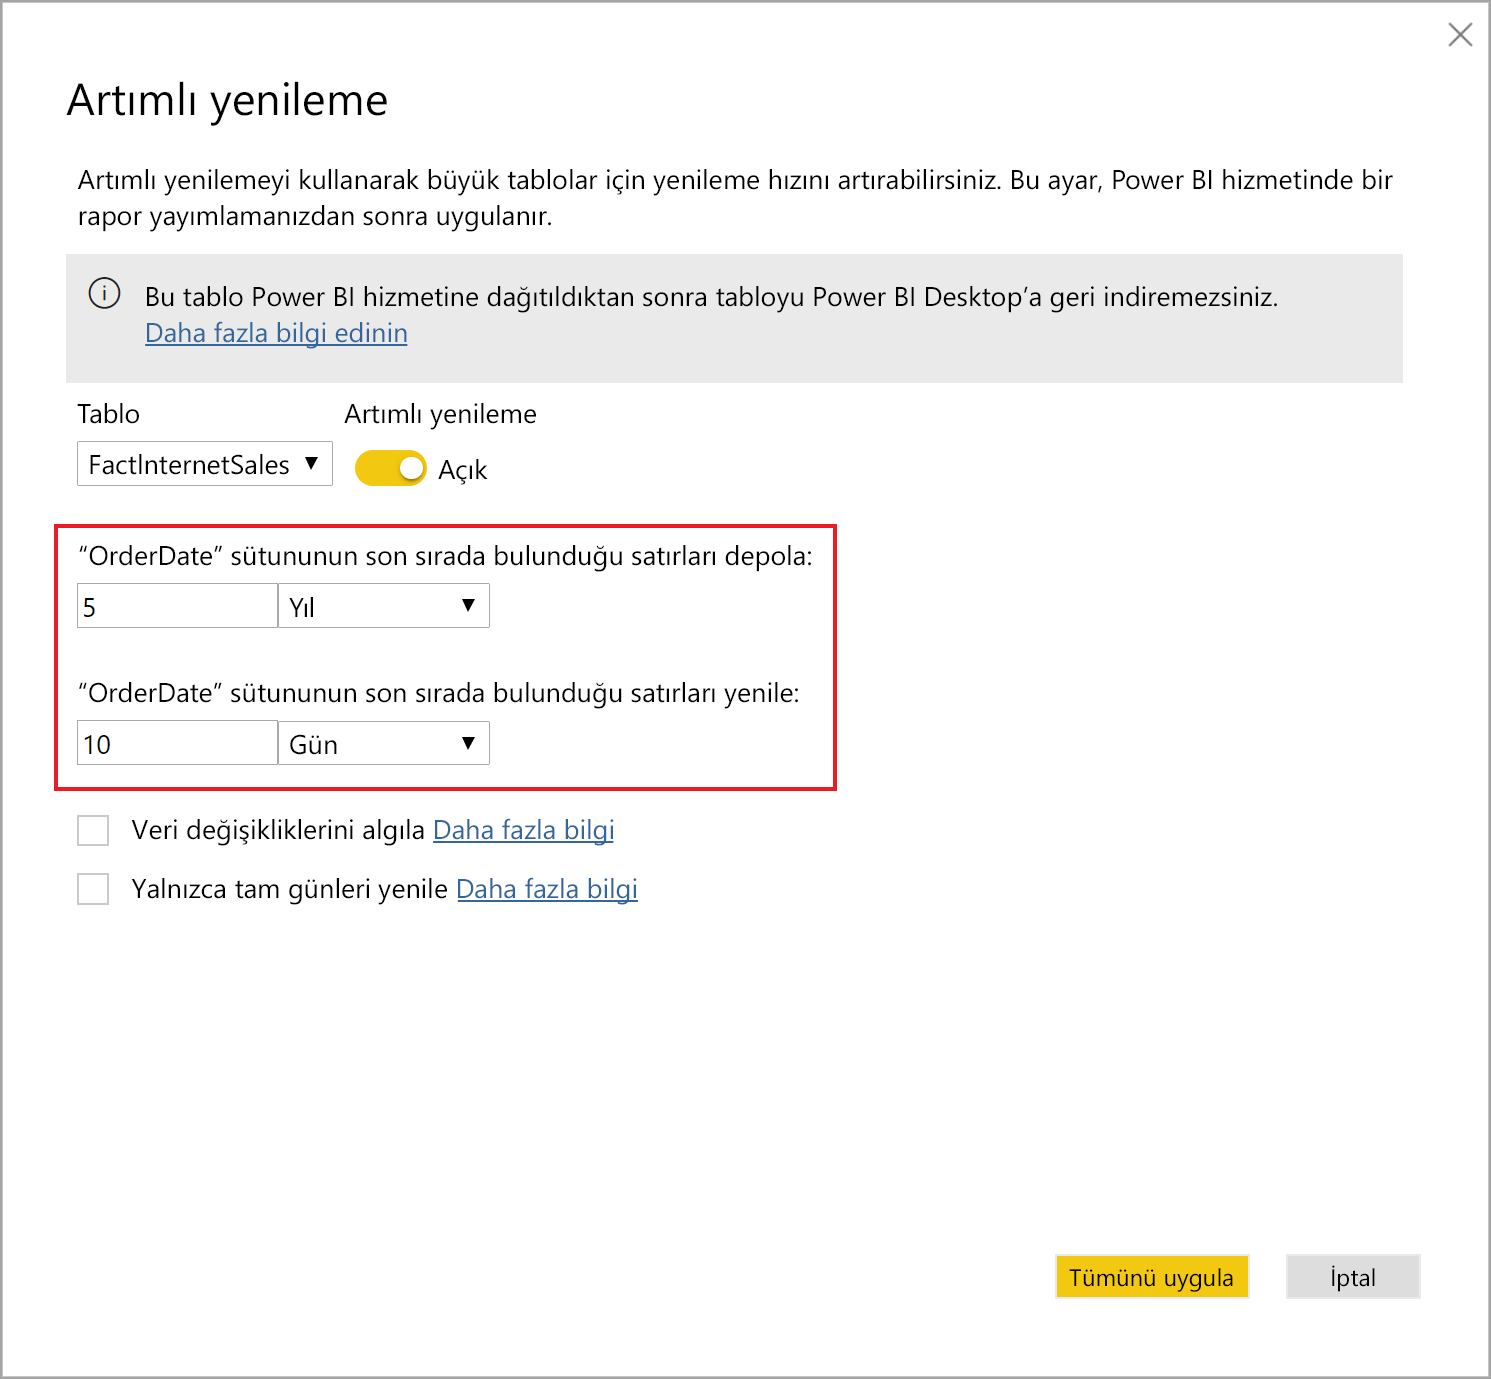 Artımlı yenileme
Artımlı yenilemeyi kullanarak büyük tablolar için yenileme hızını artırabilirsiniz. Bu ayar, Power BI hizmetinde bir
rapor yayımlamanızdan sonra uygulanır.
Bu tablo Power BI hizmetine dağıtıldıktan sonra tabloyu Power BI Desktop’a geri indiremezsiniz.
Daha fazla bilgi edinin
Tablo Artımlı yenileme
FactInternetSales Açık
“OrderDate” sütununun son sırada bulunduğu satırları depola:
5 Yıl
“OrderDate” sütununun son sırada bulunduğu satırları yenile:
10 Gün
Veri değişikliklerini algıla Daha fazla bilgi
Yalnızca tam günleri yenile Daha fazla bilgi
Tümünü uygula İptal